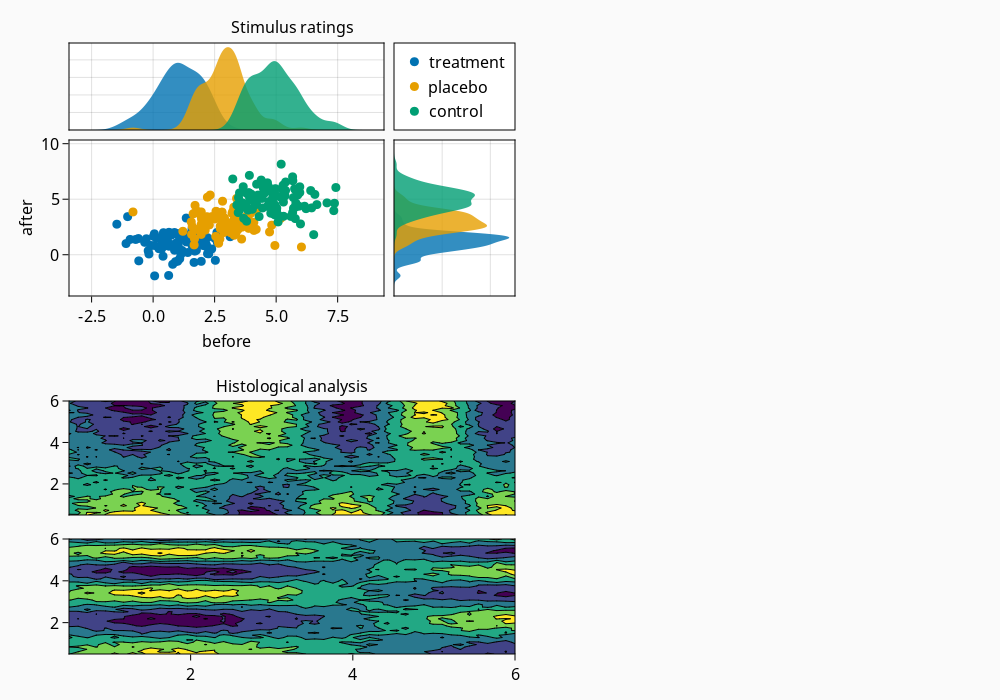 Stimulus ratings
treatment
placebo
control
10
5
0
after
-2.5 0.0 2.5 5.0 7.5
before
Histological analysis
6
4
2
6
4
2
2 4 6